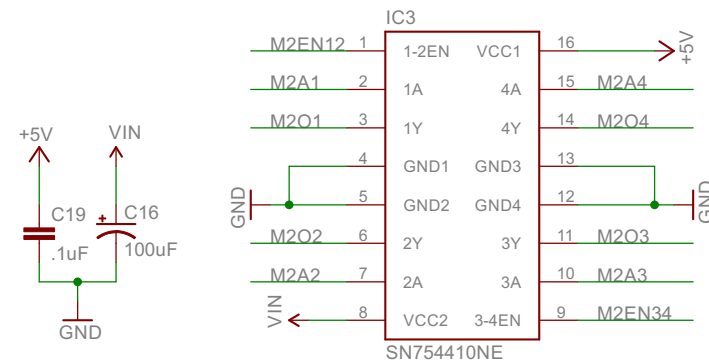 IC3
M2EN12 1 1-2EN VCC1 16 +5V
M2A1 2 1A 4A 15 M2A4
M2O1 3 1Y 4Y 14 M2O4
4 GND1 GND3 13
GND 5 GND2 GND4 12 GND
M2O2 6 2Y 3Y 11 M2O3
M2A2 7 2A 3A 10 M2A3
VIN 8 VCC2 3-4EN 9 M2EN34
SN754410NE
+5V VIN
C19 + C16
.1uF 100uF
GND